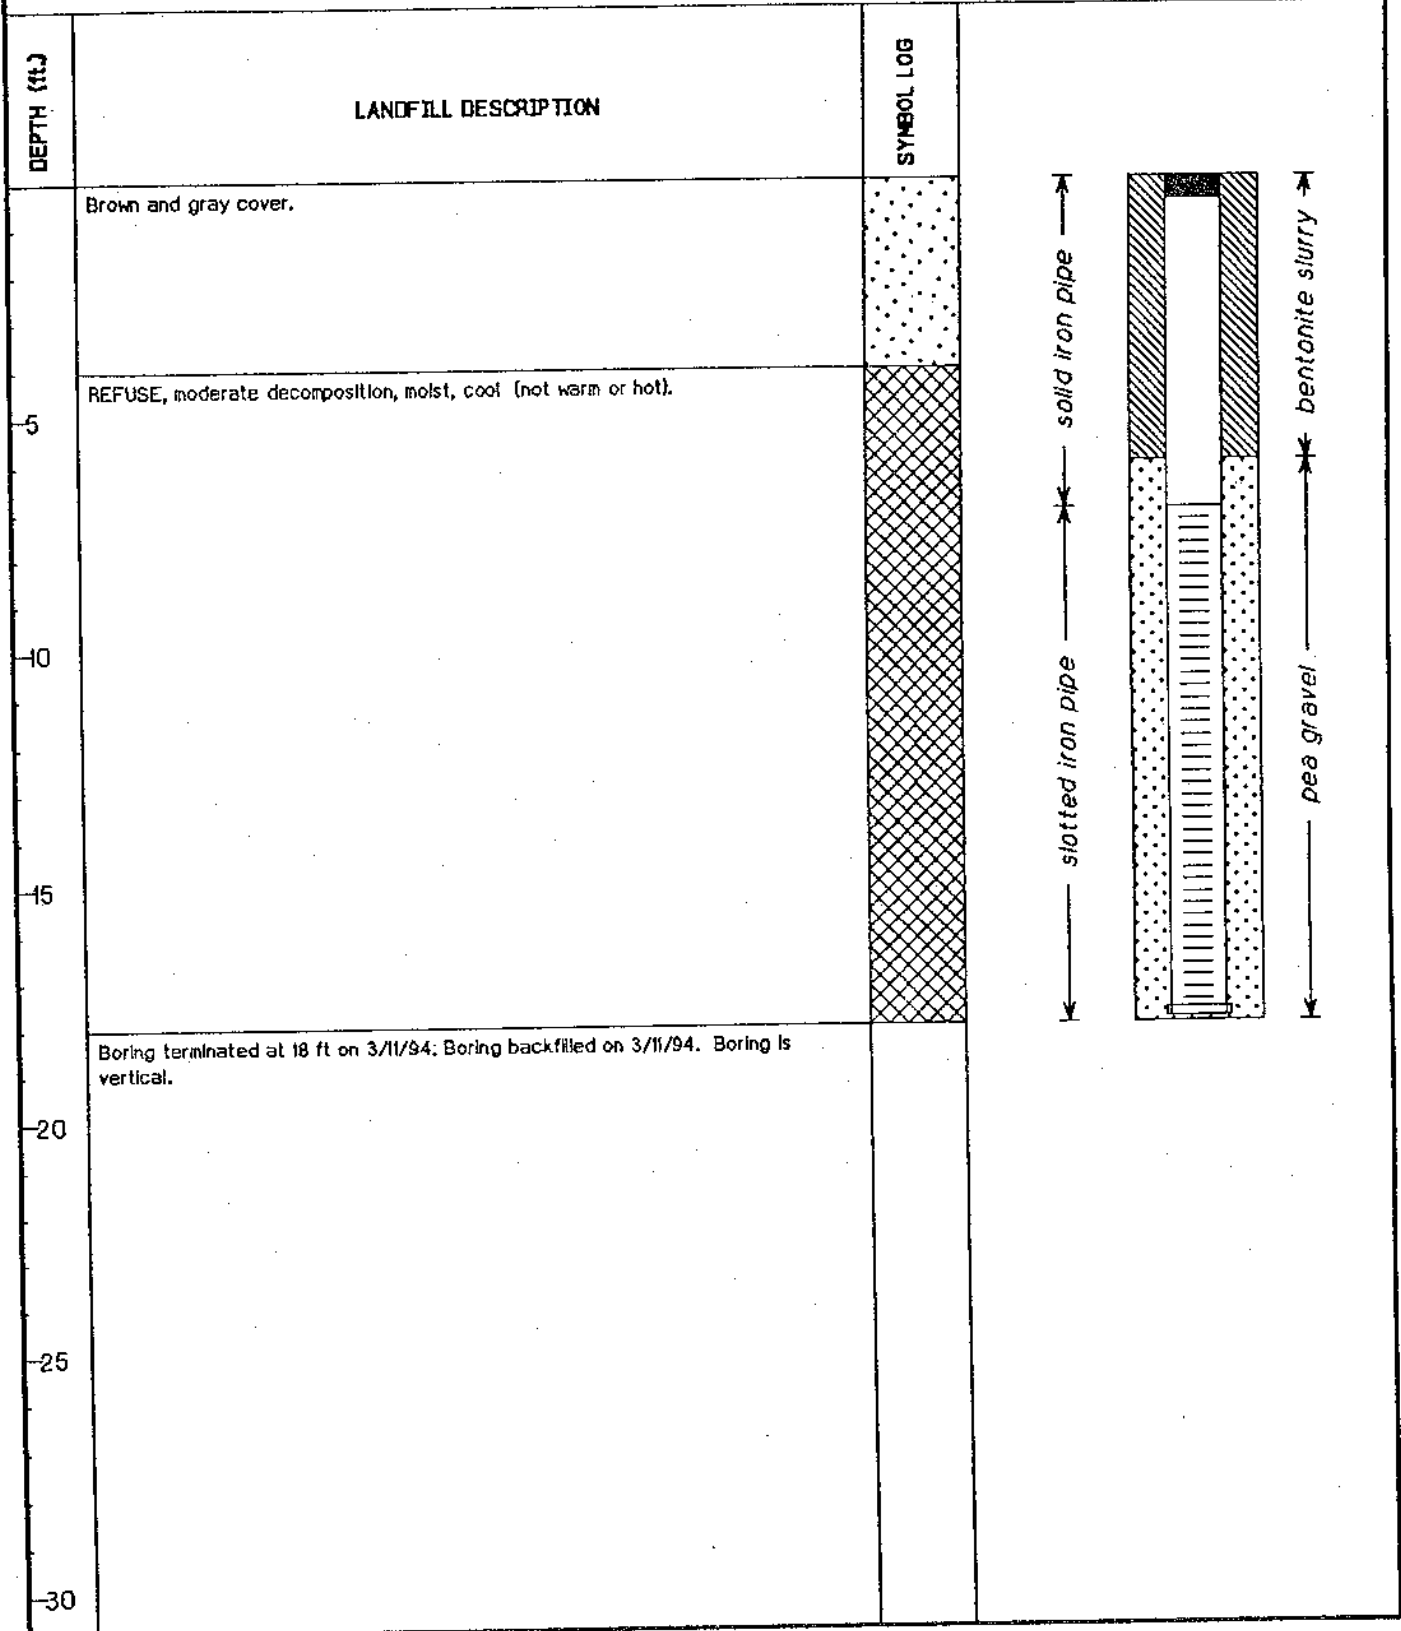 DEPTH (ft.)
LANDFILL DESCRIPTION
SYMBOL LOG
Brown and gray cover.
REFUSE, moderate decomposition, moist, cool (not warm or hot).
Boring terminated at 18 ft on 3/11/94; Boring backfilled on 3/11/94. Boring is
vertical.
5
10
15
20
25
30
solid iron pipe
slotted iron pipe
bentonite slurry
pea gravel